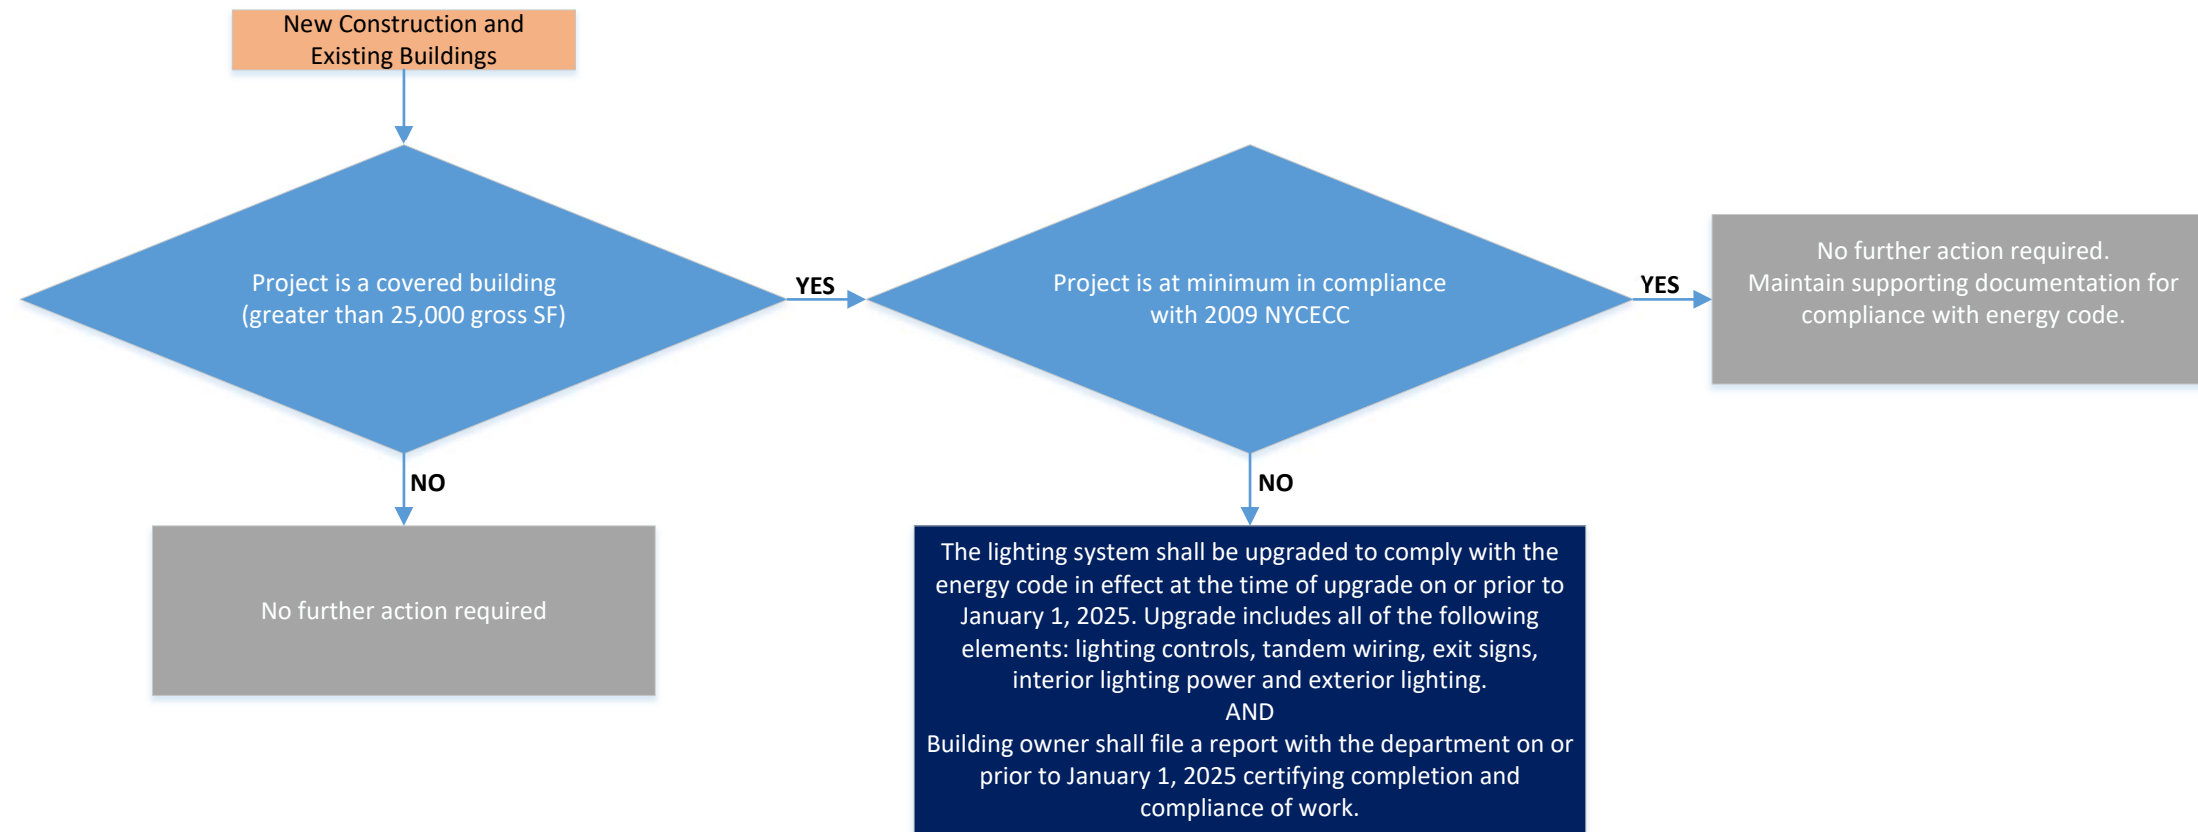 New Construction and
Existing Buildings
Project is a covered building
(greater than 25,000 gross SF)
YES
Project is at minimum in compliance
with 2009 NYCECC
YES
No further action required.
Maintain supporting documentation for
compliance with energy code.
NO
No further action required
NO
The lighting system shall be upgraded to comply with the
energy code in effect at the time of upgrade on or prior to
January 1, 2025. Upgrade includes all of the following
elements: lighting controls, tandem wiring, exit signs,
interior lighting power and exterior lighting.
AND
Building owner shall file a report with the department on or
prior to January 1, 2025 certifying completion and
compliance of work.